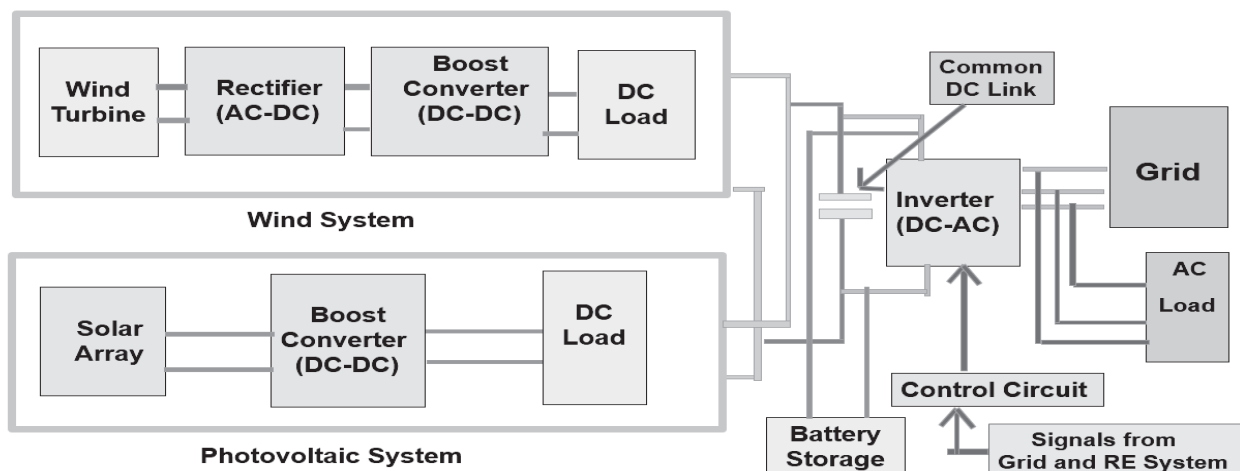 Wind
Turbine
Rectifier
(AC-DC)
Boost
Converter
(DC-DC)
DC
Load
Wind System
Common
DC Link
Grid
Inverter
(DC-AC)
AC
Load
Solar
Array
Boost
Converter
(DC-DC)
DC
Load
Photovoltaic System
Battery
Storage
Control Circuit
Signals from
Grid and RE System